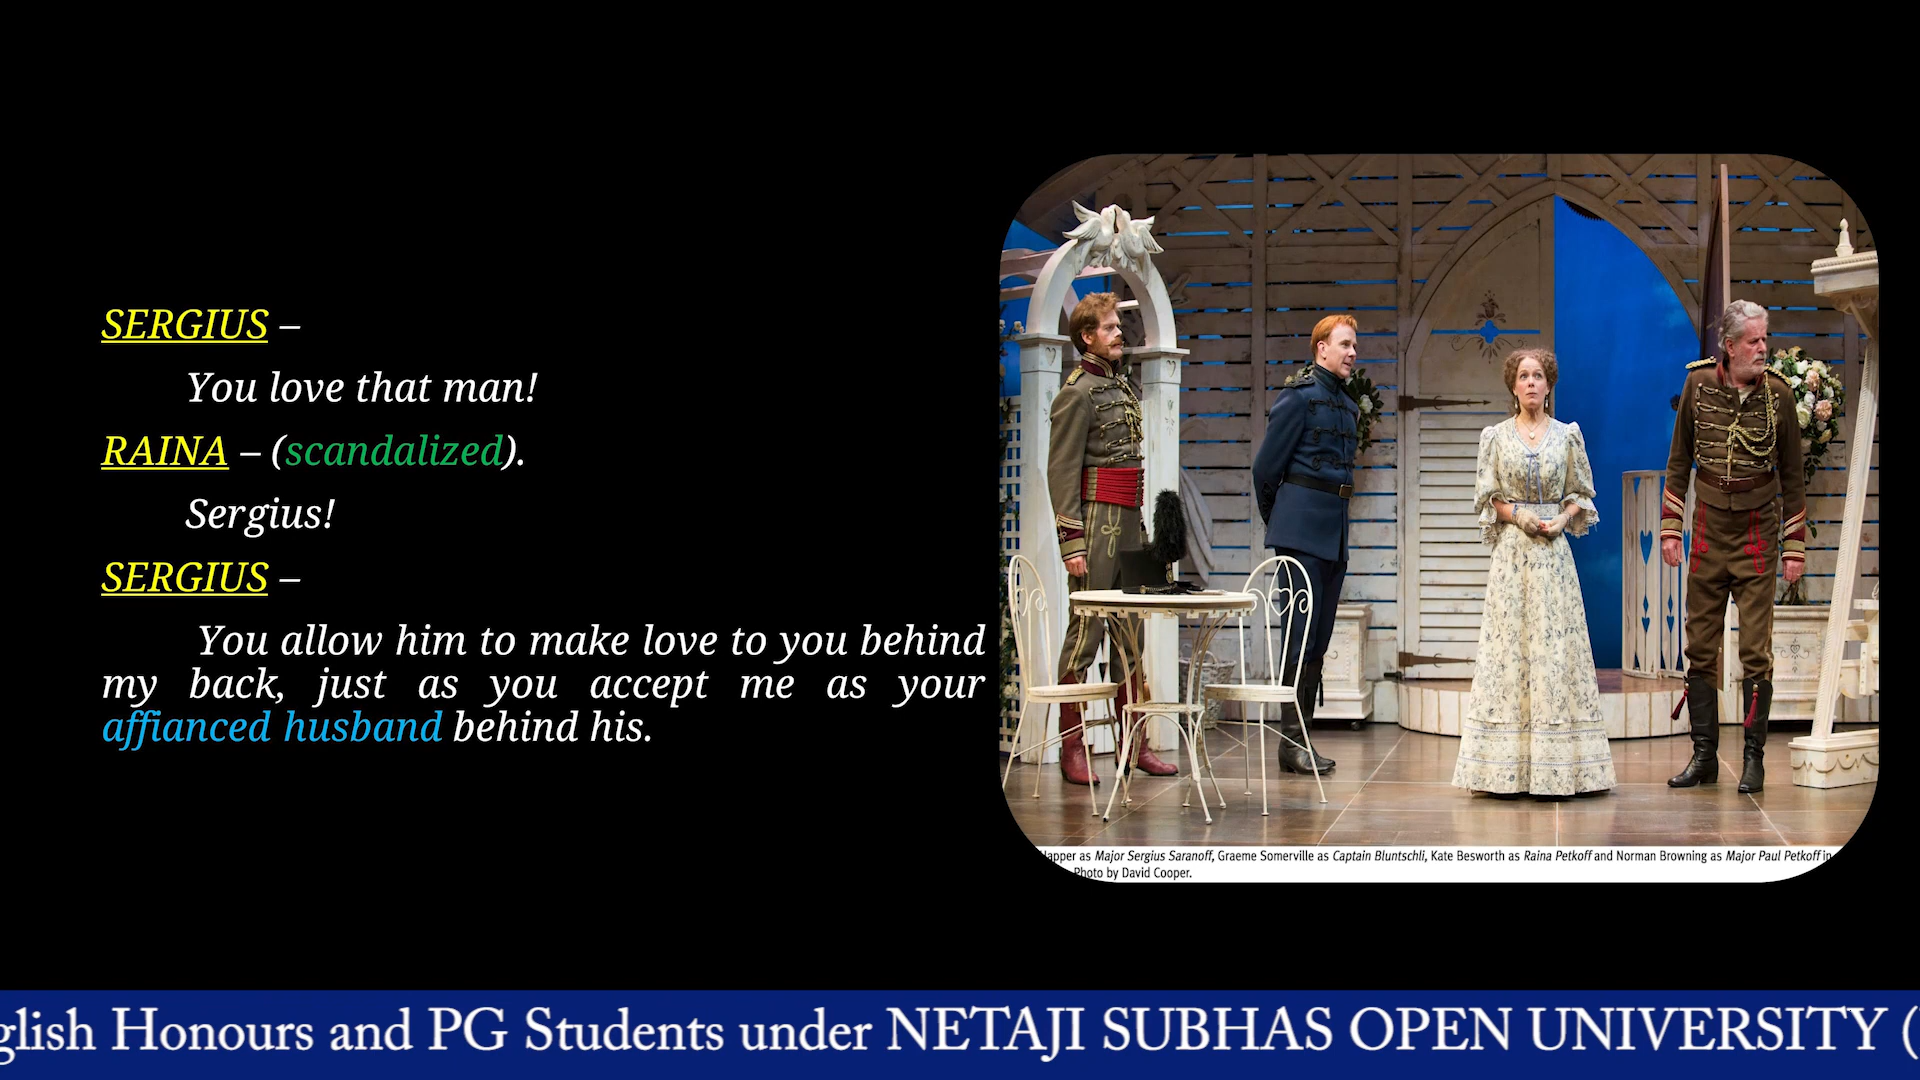 SERGIUS –
You love that man!
RAINA – (scandalized).
Sergius!
SERGIUS –
You allow him to make love to you behind
my back, just as you accept me as your
affianced husband behind his.
as Major Sergius Saranoff, Graeme Somerville as Captain Bluntschli, Kate Besworth as Raina Petkoff and Norman Browning as Major Paul Petkoff in
Photo by David Cooper.
glish Honours and PG Students under NETAJI SUBHAS OPEN UNIVERSITY (